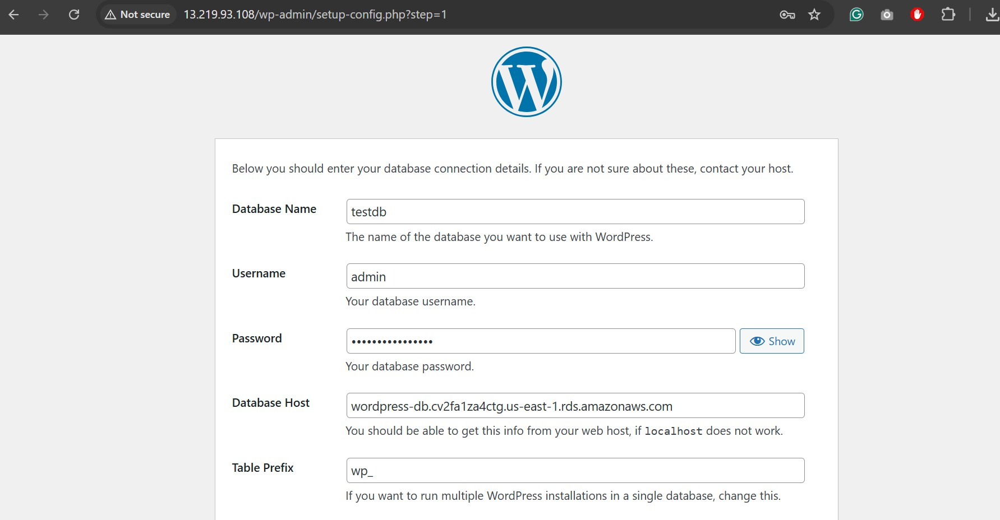 Not secure 13.219.93.108/wp-admin/setup-config.php?step=1
Below you should enter your database connection details. If you are not sure about these, contact your host.
Database Name
testdb
The name of the database you want to use with WordPress.
Username
admin
Your database username.
Password
••••••••••••••••
Show
Your database password.
Database Host
wordpress-db.cv2fa1za4ctg.us-east-1.rds.amazonaws.com
You should be able to get this info from your web host, if localhost does not work.
Table Prefix
wp_
If you want to run multiple WordPress installations in a single database, change this.